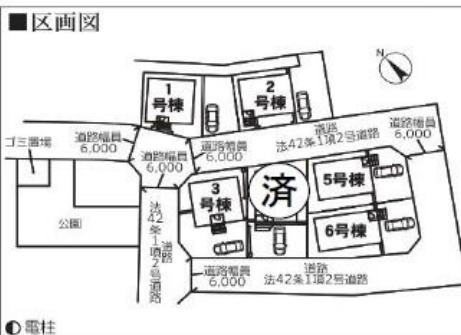 ■区画図
N
1
号棟
2
号棟
ゴミ置場
道路幅員
6,000
道路幅員
6,000
道路幅員
6,000
道路
法42条1項2号道路
道路幅員
6,000
公園
法42条1項2号道路
道路
3
号棟
済
5号棟
6号棟
道路幅員
6,000
道路
法42条1項2号道路
電柱